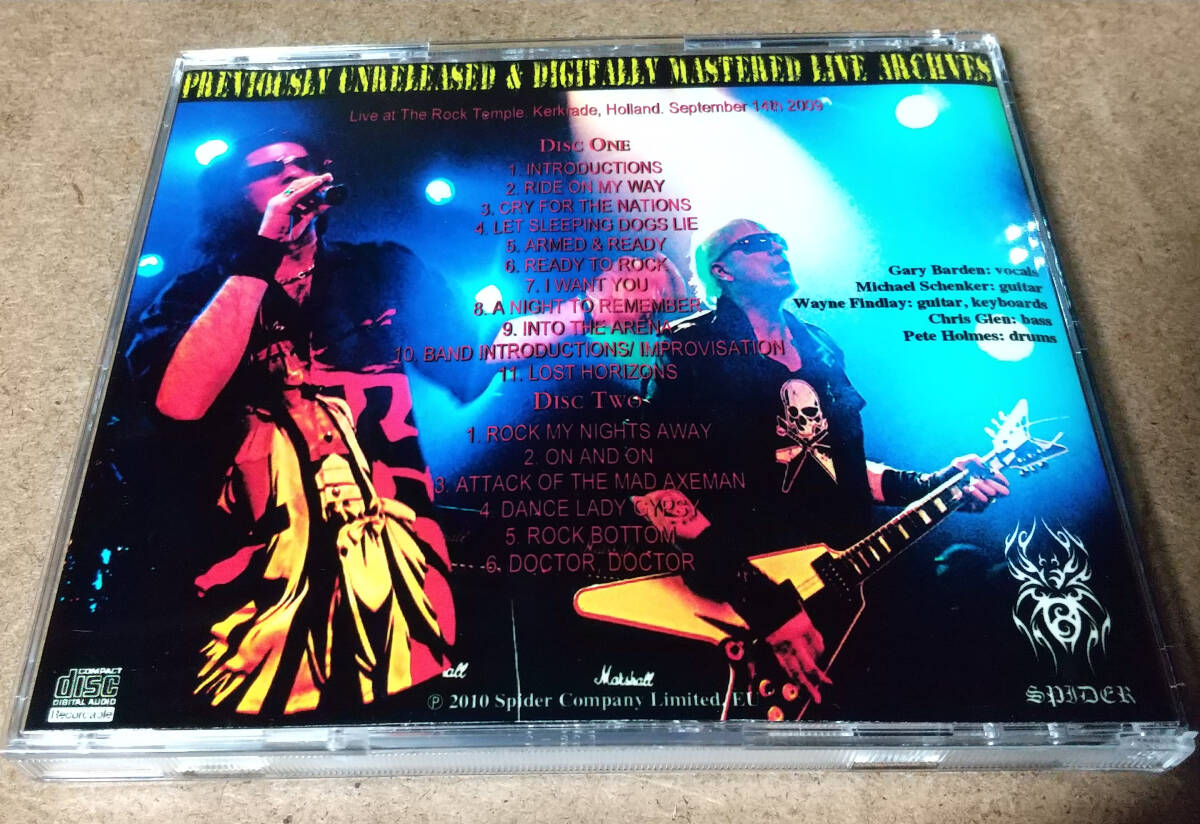 PREVIOUSLY UNRELEASED & DIGITALLY MASTERED LIVE ARCHIVES
Live at The Rock Temple. Kerkrade, Holland. September 14th 2009
DISC ONE
1. INTRODUCTIONS
2. RIDE ON MY WAY
3. CRY FOR THE NATIONS
4. LET SLEEPING DOGS LIE
5. ARMED & READY
6. READY TO ROCK
7. I WANT YOU
8. A NIGHT TO REMEMBER
9. INTO THE ARENA
10. BAND INTRODUCTIONS/ IMPROVISATION
11. LOST HORIZONS
DISC TWO
1. ROCK MY NIGHTS AWAY
2. ON AND ON
3. ATTACK OF THE MAD AXEMAN
4. DANCE LADY GYPSY
5. ROCK BOTTOM
6. DOCTOR, DOCTOR
Gary Barden: vocals
Michael Schenker: guitar
Wayne Findlay: guitar, keyboards
Chris Glen: bass
Pete Holmes: drums
COMPACT
disc
DIGITAL AUDIO
Recordable
all
Marshall
℗ 2010 Spider Company Limited, EU
SPIDER